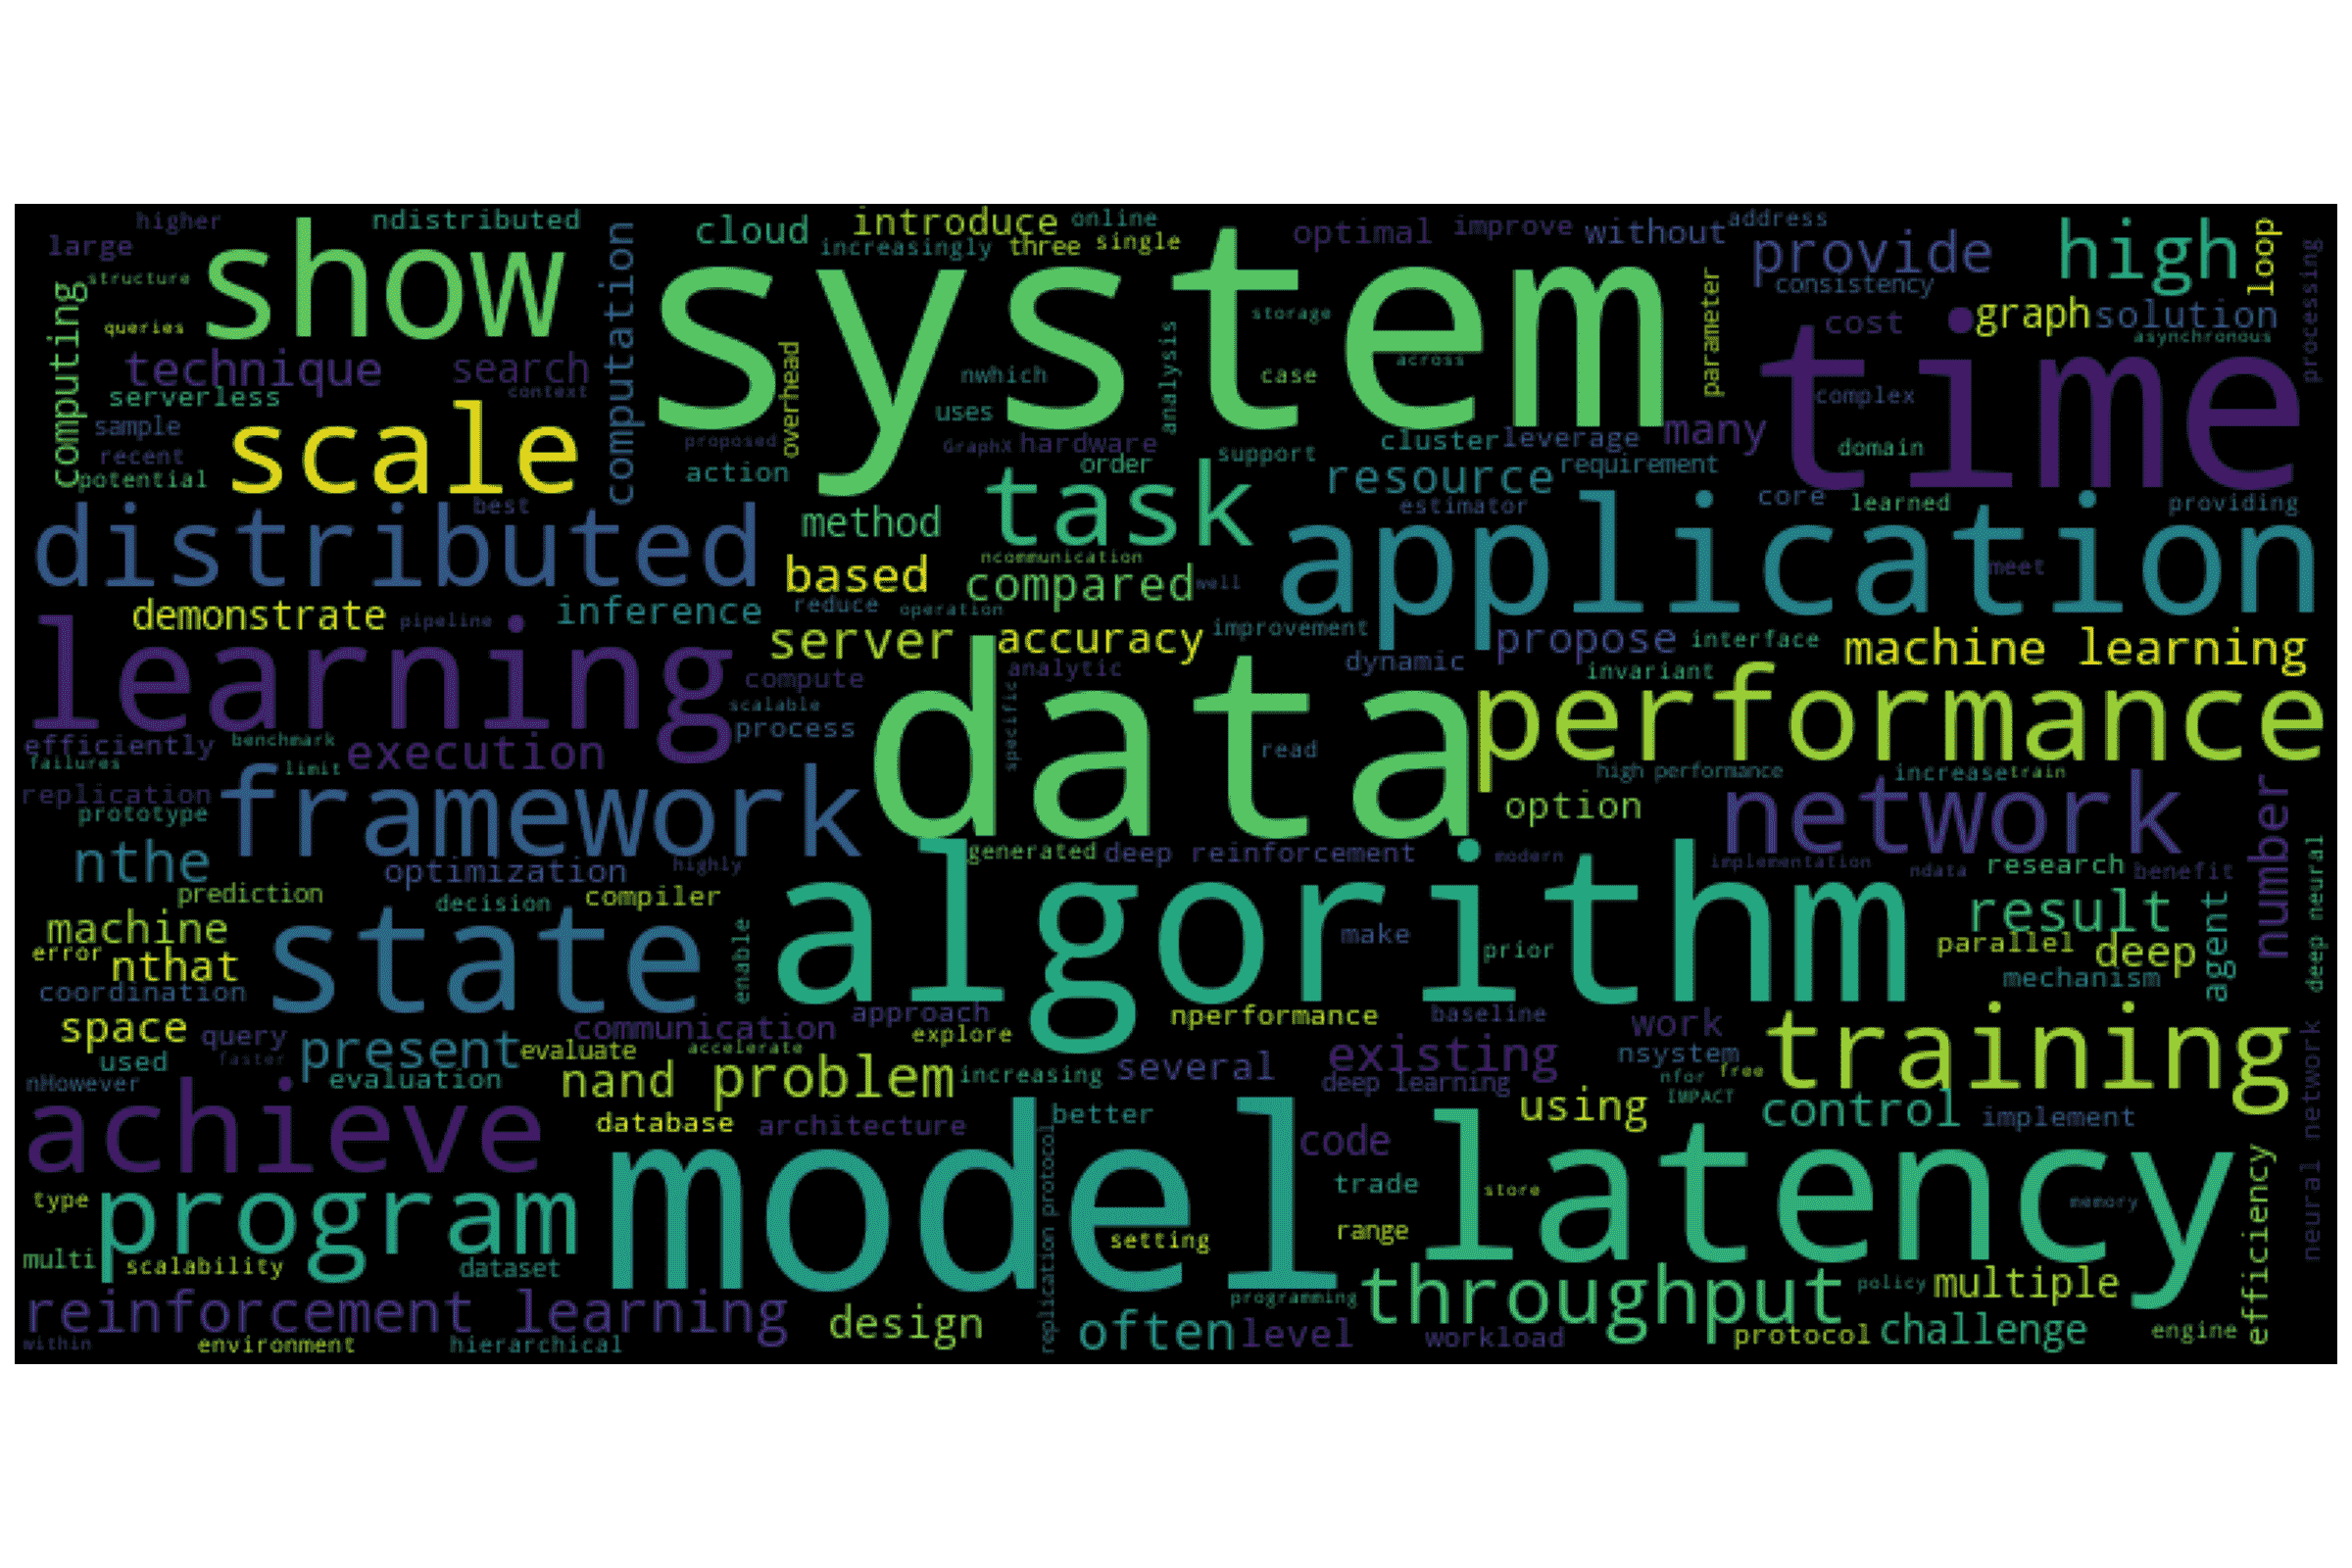 higher
ndistributed
cloud
introduce
online
increasingly
three
single
optimal
improve
without
address
provide
high
loop
large
show
system
structure
computing
queries
computation
storage
parameter
consistency
graph
solution
cost
time
asynchronous
processing
technique
search
serverless
context
overhead
nwhich
analysis
case
across
complex
uses
sample
scale
recent
potential
proposed
GraphX
hardware
action
order
support
cluster
leverage
many
domain
resource
requirement
task
best
method
estimator
core
learned
providing
distributed
application
ncommunication
based
compared
well
meet
demonstrate
pipeline
inference
reduce
operation
improvement
server
accuracy
propose
interface
machine learning
learning
compute
analytic
dynamic
invariant
scalable
process
specific
data
read
performance
efficiently
benchmark
failures
limit
execution
high performance
increase
train
replication
prototype
framework
option
network
number
nthe
optimization
highly
generated
deep reinforcement
modern
implementation
ndata
research
benefit
prediction
decision
compiler
algorithm
machine
state
make
result
deep neural
error
nthat
enable
prior
parallel
deep
agent
coordination
mechanism
space
query
communication
approach
explore
nperformance
baseline
work
training
used
faster
present
evaluate
accelerate
existing
nsystem
nHowever
evaluation
nand
problem
increasing
several
deep learning
nfor
free
IMPACT
neural network
achieve
database
architecture
better
using
control
implement
code
model
latency
replication protocol
type
program
trade
store
memory
efficiency
setting
range
multi
scalability
dataset
programming
throughput
policy
multiple
reinforcement learning
design
often
level
workload
protocol
challenge
engine
within
environment
hierarchical